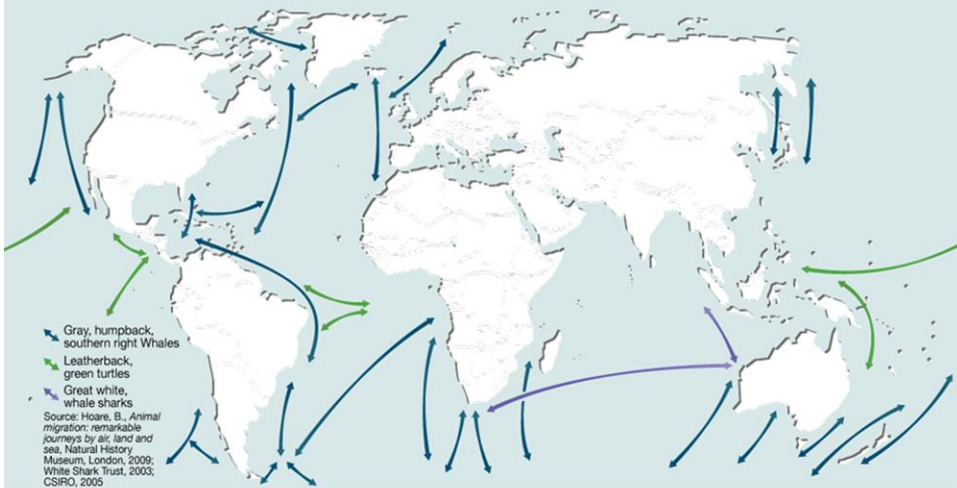 Gray, humpback,
southern right Whales
Leatherback,
green turtles
Great white,
whale sharks
Source: Hoare, B., Animal
migration: remarkable
journeys by air, land and
sea, Natural History
Museum, London, 2009;
White Shark Trust, 2003;
CSIRO, 2005